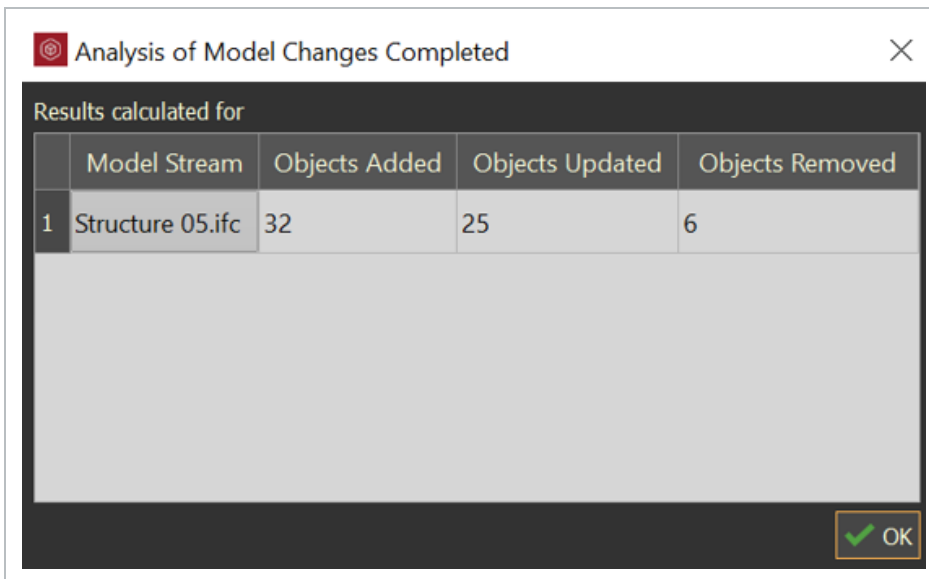 Analysis of Model Changes Completed
Results calculated for
Model Stream Objects Added Objects Updated Objects Removed
1 Structure 05.ifc 32 25 6
OK